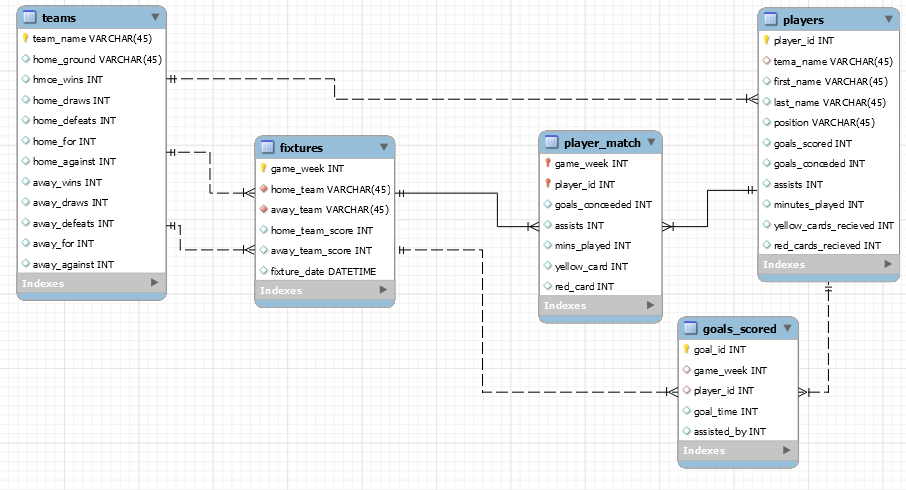 teams
team_name VARCHAR(45)
home_ground VARCHAR(45)
hmce_wins INT
home_draws INT
home_defeats INT
home_for INT
home_against INT
away_wins INT
away_draws INT
away_defeats INT
away_for INT
away_against INT
Indexes
fixtures
game_week INT
home_team VARCHAR(45)
away_team VARCHAR(45)
home_team_score INT
away_team_score INT
fixture_date DATETIME
Indexes
player_match
game_week INT
player_id INT
goals_conceeded INT
assists INT
mins_played INT
yellow_card INT
red_card INT
Indexes
players
player_id INT
tema_name VARCHAR(45)
first_name VARCHAR(45)
last_name VARCHAR(45)
position VARCHAR(45)
goals_scored INT
goals_conceded INT
assists INT
minutes_played INT
yellow_cards_recieved INT
red_cards_recieved INT
Indexes
goals_scored
goal_id INT
game_week INT
player_id INT
goal_time INT
assisted_by INT
Indexes